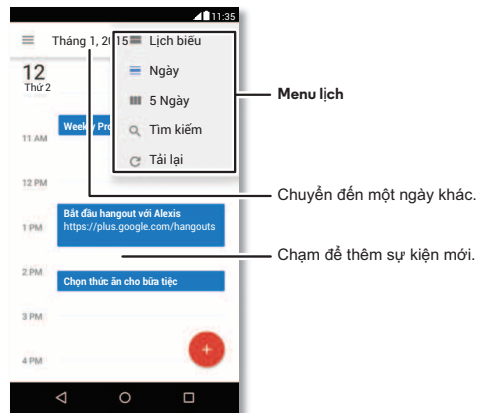 11:35
Tháng 1, 2015
Lịch biểu
12
Thứ 2
Ngày
5 Ngày
Menu lịch
Weekly Pro
Tìm kiếm
11 AM
Tải lại
12 PM
Chuyển đến một ngày khác.
Bắt đầu hangout với Alexis
https://plus.google.com/hangouts
1 PM
Chạm để thêm sự kiện mới.
2 PM
Chọn thức ăn cho bữa tiệc
3 PM
4 PM